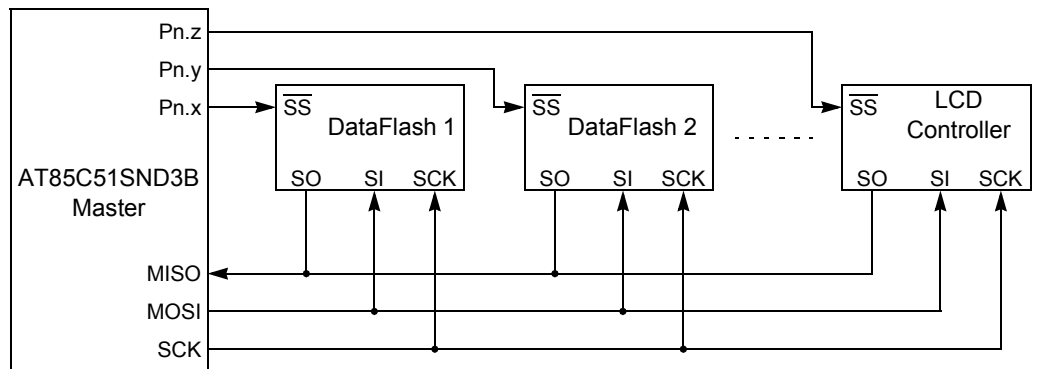 Pn.z
Pn.y
Pn.x
SS
DataFlash 1
SS
DataFlash 2
SS
LCD
Controller
AT85C51SND3B
Master
SO SI SCK
SO SI SCK
SO SI SCK
MISO
MOSI
SCK